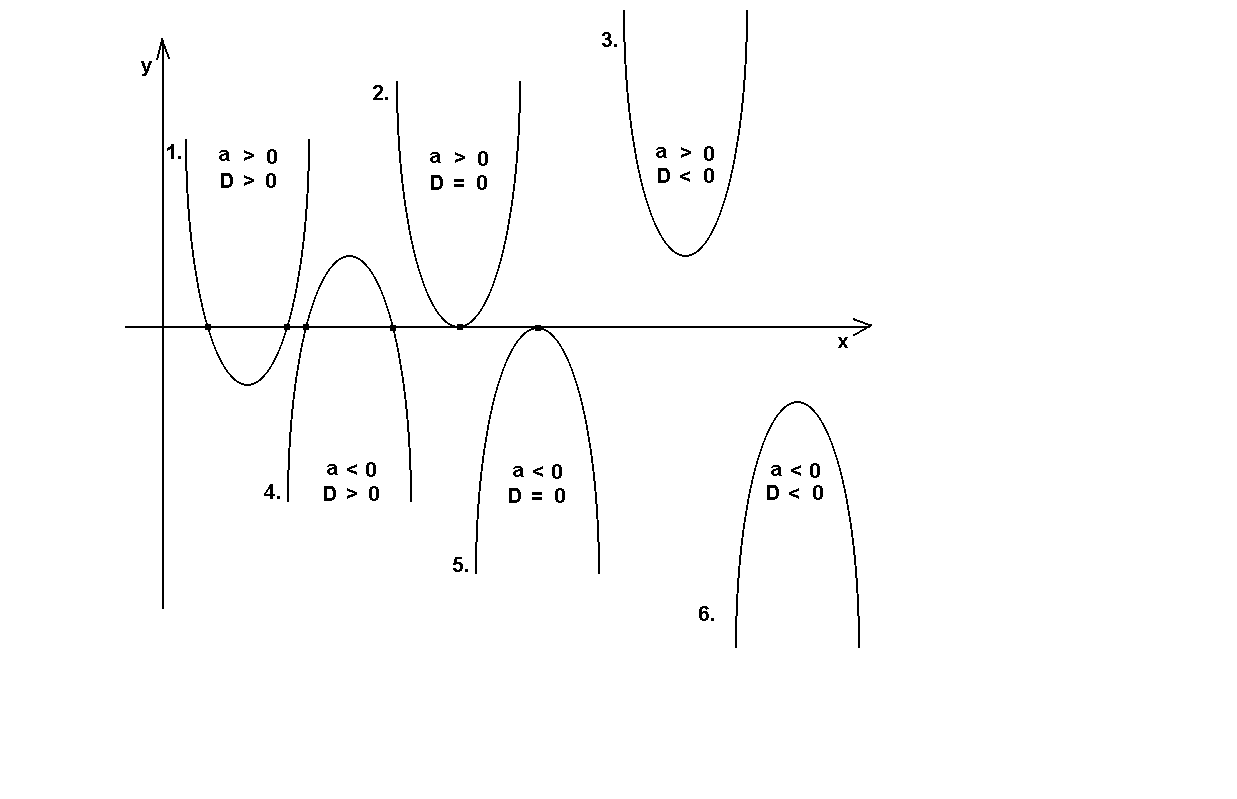 y
3.
2.
1.
a > 0
D > 0
a > 0
D = 0
a > 0
D < 0
x
4.
a < 0
D > 0
5.
a < 0
D = 0
6.
a < 0
D < 0